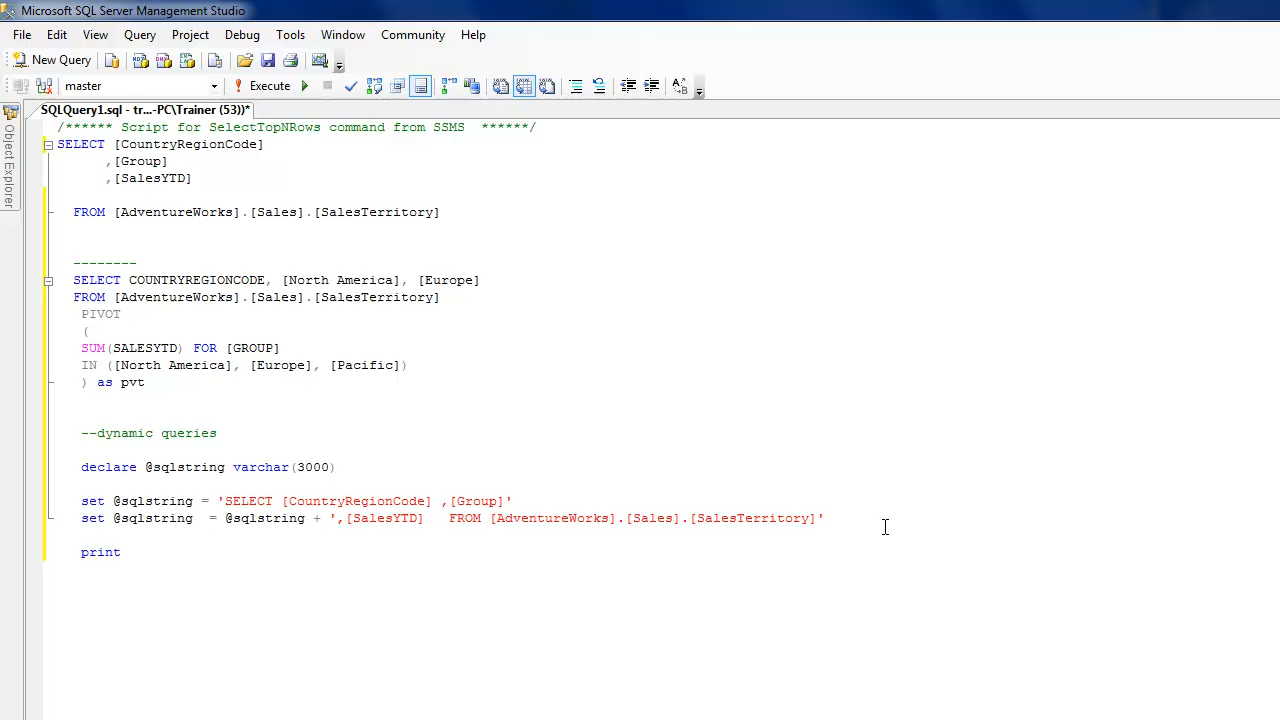 Microsoft SQL Server Management Studio
File Edit View Query Project Debug Tools Window Community Help
New Query
master Execute
SQLQuery1.sql - tr...-PC\Trainer (53))*
Object Explorer
/****** Script for SelectTopNRows command from SSMS  ******/
SELECT [CountryRegionCode]
,[Group]
,[SalesYTD]
FROM [AdventureWorks].[Sales].[SalesTerritory]
--------
SELECT COUNTRYREGIONCODE, [North America], [Europe]
FROM [AdventureWorks].[Sales].[SalesTerritory]
PIVOT
(
SUM(SALESYTD) FOR [GROUP]
IN ([North America], [Europe], [Pacific])
) as pvt
--dynamic queries
declare @sqlstring varchar(3000)
set @sqlstring = 'SELECT [CountryRegionCode] ,[Group]'
set @sqlstring  = @sqlstring + ',[SalesYTD]   FROM [AdventureWorks].[Sales].[SalesTerritory]'
print